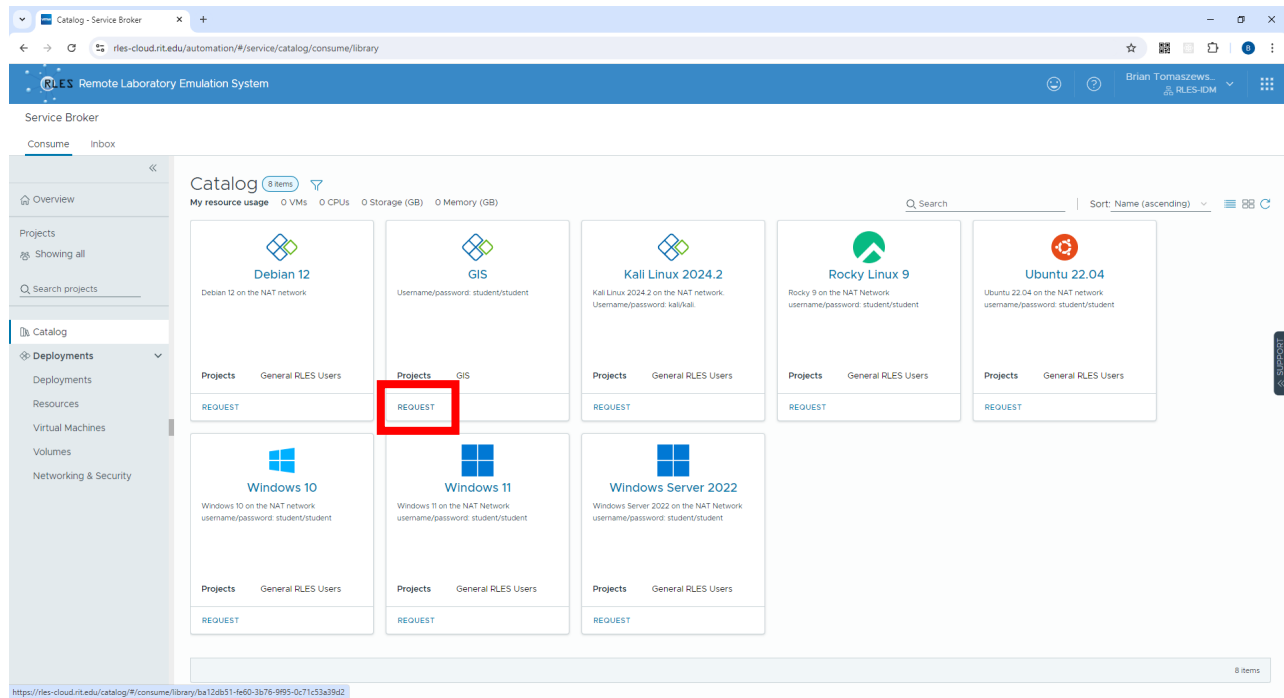 Catalog - Service Broker
rles-cloud.rit.edu/automation/#/service/catalog/consume/library
B
RLES Remote Laboratory Emulation System
Brian Tomaszews...
RLES-IDM
Service Broker
Consume Inbox
Overview
Projects
Showing all
Search projects
Catalog
Deployments
Deployments
Resources
Virtual Machines
Volumes
Networking & Security
Catalog 8 items
My resource usage 0 VMs 0 CPUs 0 Storage (GB) 0 Memory (GB)
Search
Sort: Name (ascending)
Debian 12
Debian 12 on the NAT network
Projects General RLES Users
REQUEST
GIS
Username/password: student/student
Projects GIS
REQUEST
Kali Linux 2024.2
Kali Linux 2024.2 on the NAT network.
Username/password: kali/kali.
Projects General RLES Users
REQUEST
Rocky Linux 9
Rocky 9 on the NAT Network
username/password: student/student
Projects General RLES Users
REQUEST
Ubuntu 22.04
Ubuntu 22.04 on the NAT network
username/password: student/student
Projects General RLES Users
REQUEST
Windows 10
Windows 10 on the NAT network
username/password: student/student
Projects General RLES Users
REQUEST
Windows 11
Windows 11 on the NAT Network
username/password: student/student
Projects General RLES Users
REQUEST
Windows Server 2022
Windows Server 2022 on the NAT Network
username/password: student/student
Projects General RLES Users
REQUEST
SUPPORT
8 items
https://rles-cloud.rit.edu/catalog/#/consume/library/ba12db51-fe60-3b76-9f95-0c71c53a39d2